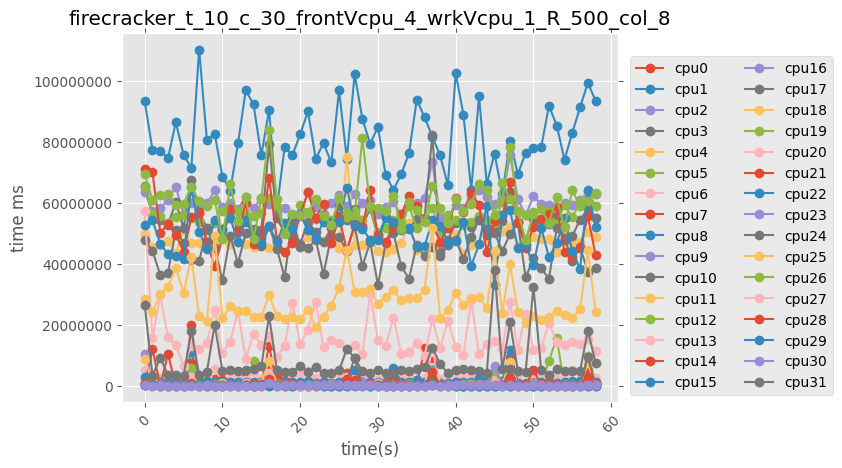 firecracker_t_10_c_30_frontVcpu_4_wrkVcpu_1_R_500_col_8
100000000
80000000
60000000
40000000
20000000
0
time ms
0
10
20
30
40
50
60
time(s)
cpu0
cpu1
cpu2
cpu3
cpu4
cpu5
cpu6
cpu7
cpu8
cpu9
cpu10
cpu11
cpu12
cpu13
cpu14
cpu15
cpu16
cpu17
cpu18
cpu19
cpu20
cpu21
cpu22
cpu23
cpu24
cpu25
cpu26
cpu27
cpu28
cpu29
cpu30
cpu31